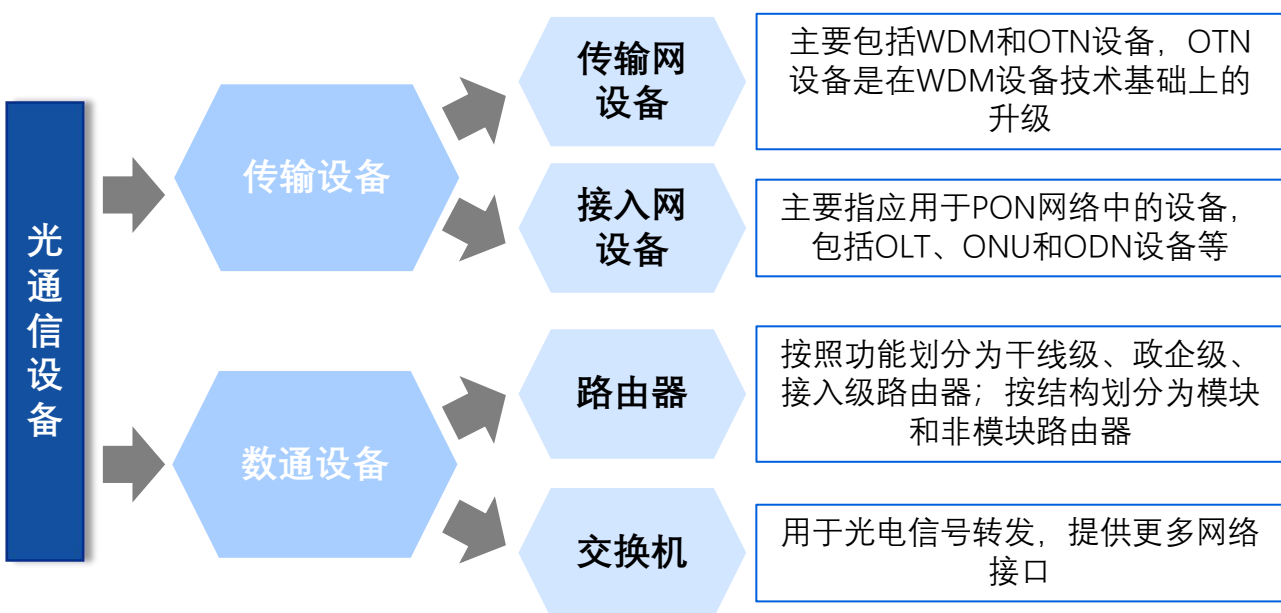 光通信设备
传输设备
传输网
设备
主要包括WDM和OTN设备，OTN
设备是在WDM设备技术基础上的
升级
接入网
设备
主要指应用于PON网络中的设备，
包括OLT、ONU和ODN设备等
数通设备
路由器
按照功能划分为干线级、政企级、
接入级路由器；按结构划分为模块
和非模块路由器
交换机
用于光电信号转发，提供更多网络
接口